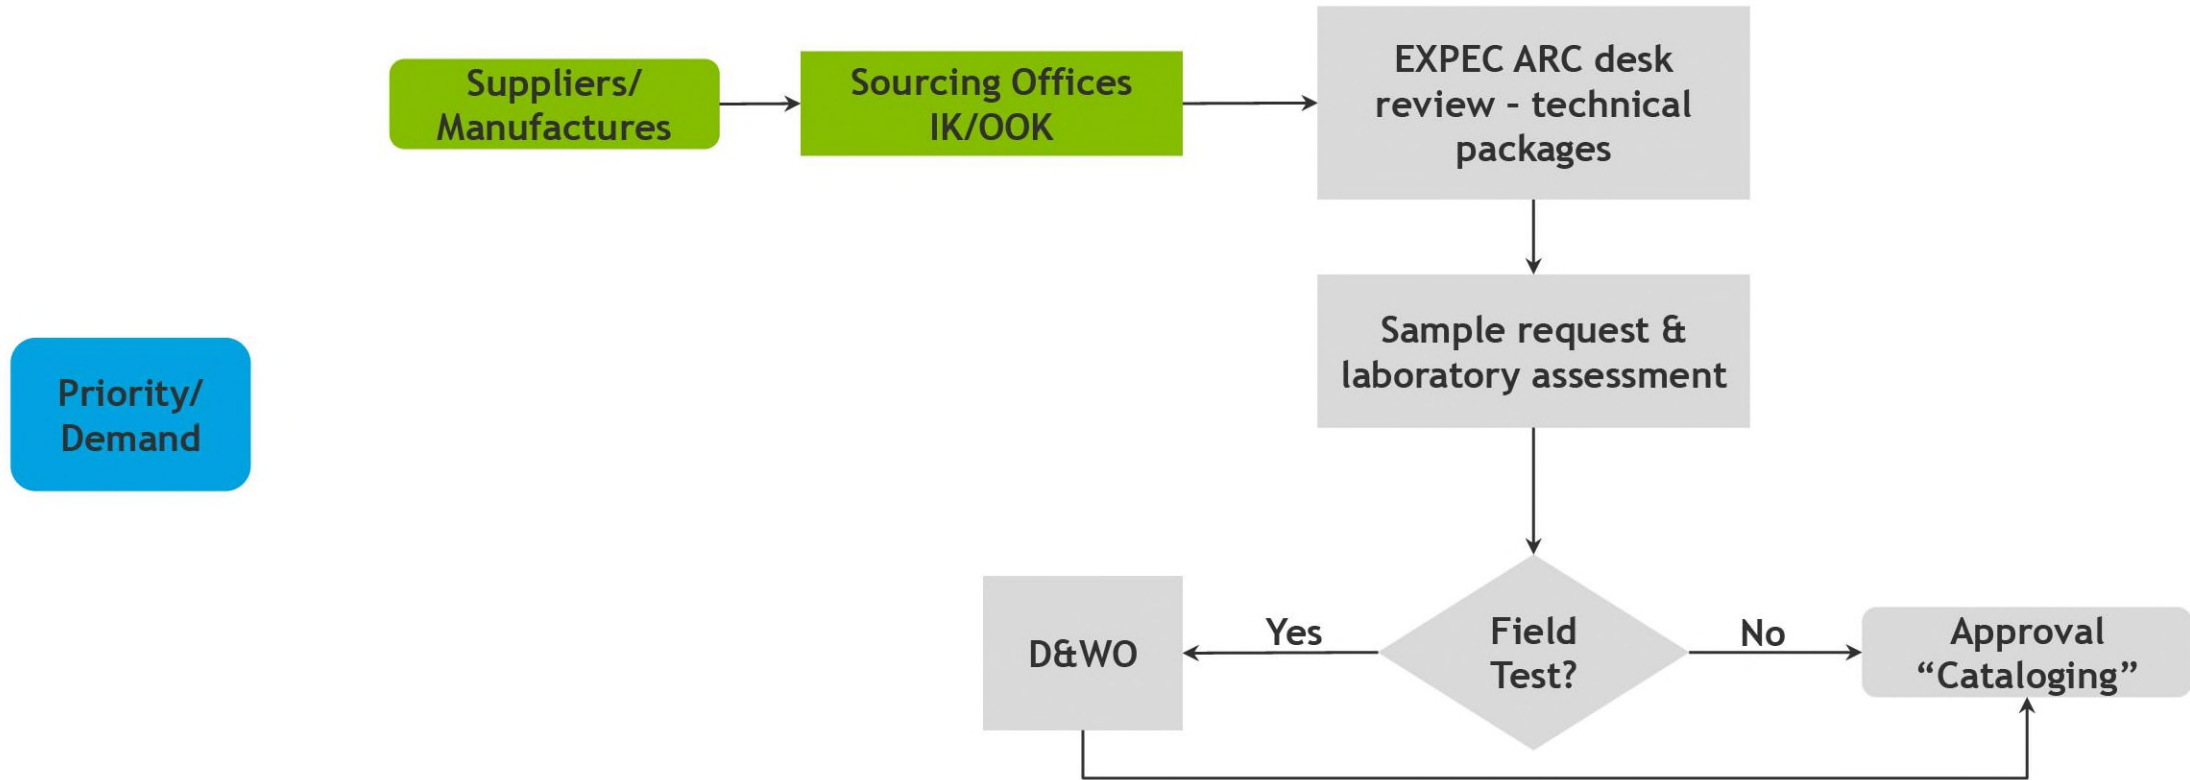 Suppliers/
Manufactures
Sourcing Offices
IK/OOK
EXPEC ARC desk
review - technical
packages
Sample request &
laboratory assessment
Priority/
Demand
D&WO
Yes
Field
Test?
No
Approval
“Cataloging”